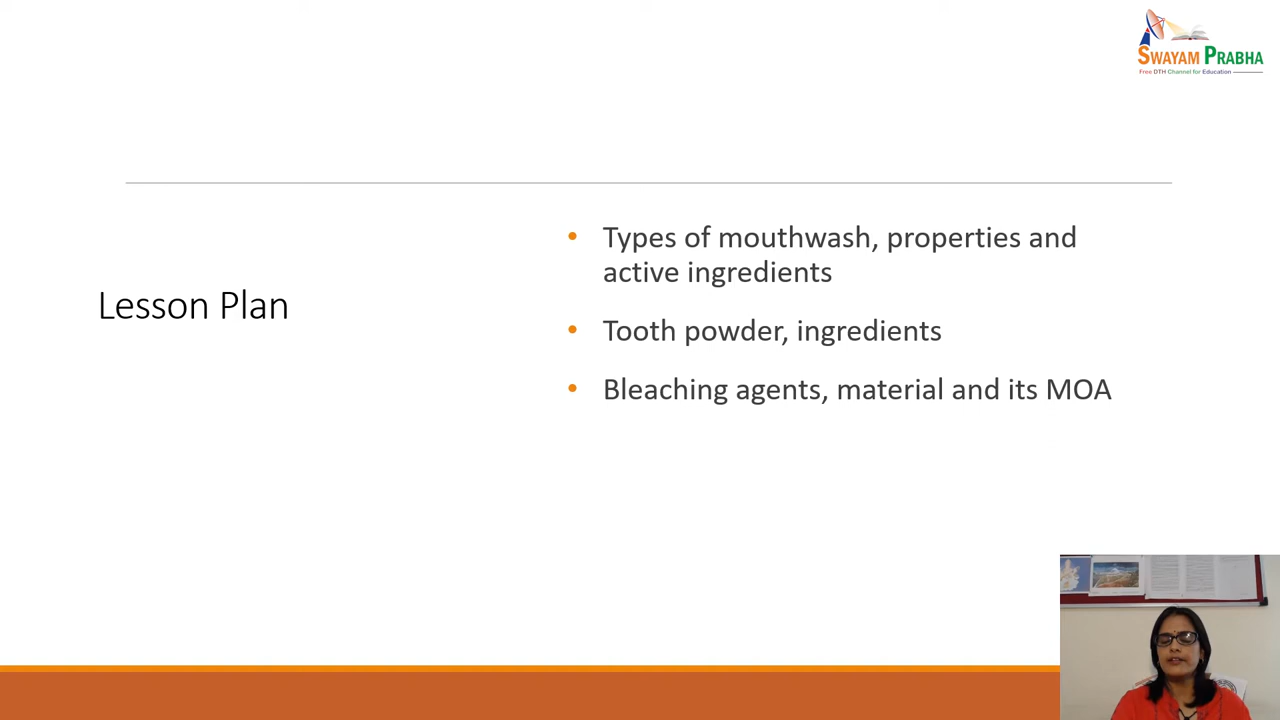 SWAYAM PRABHA
Free DTH Channel for Education
Types of mouthwash, properties and
active ingredients
Lesson Plan
Tooth powder, ingredients
Bleaching agents, material and its MOA